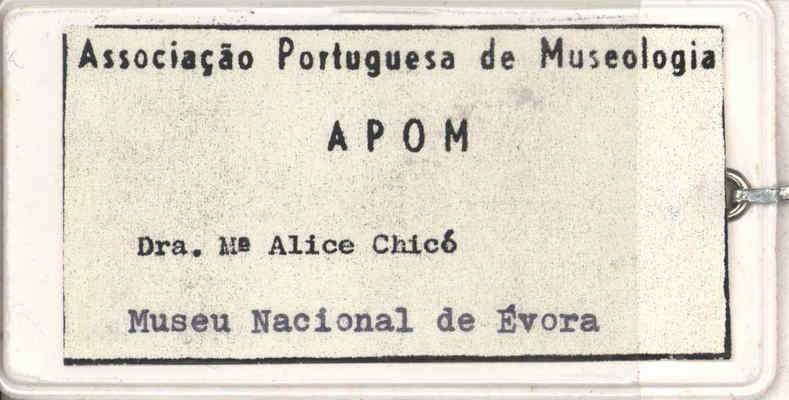 Associação Portuguesa de Museologia
APOM
Dra. Mª Alice Chicó
Museu Nacional de Évora